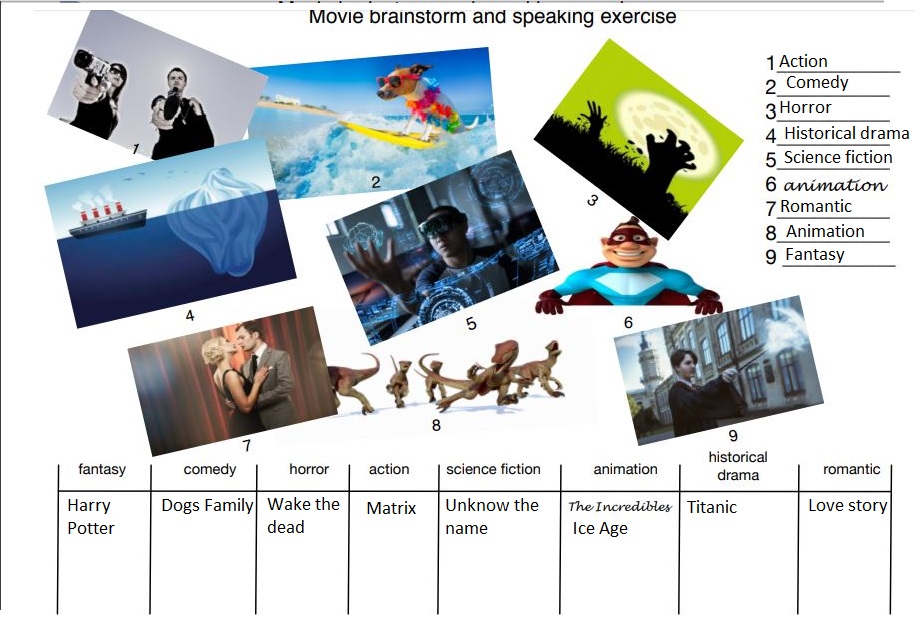 Movie brainstorm and speaking exercise
1 Action
2 Comedy
3 Horror
4 Historical drama
5 Science fiction
6 animation
7 Romantic
8 Animation
9 Fantasy
1
2
3
4
5
6
7
8
9
fantasy comedy horror action science fiction animation historical drama romantic
Harry Potter
Dogs Family
Wake the dead
Matrix
Unknow the name
The Incredibles
Ice Age
Titanic
Love story